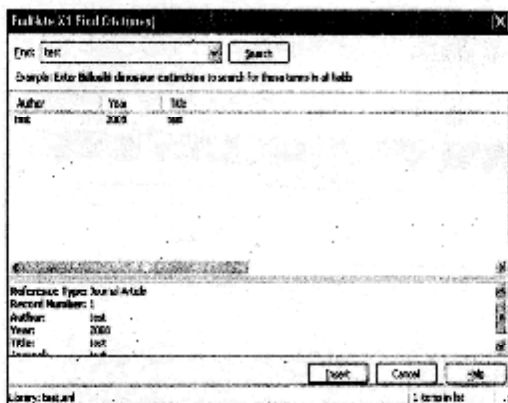 EndNote X1 Find Citation(s)
Find: test Search
Example: Enter Belluski dinosaur extinction to search for these terms in all fields
Author Year Title
test 2000 test
Reference Type: Journal Article
Record Number: 1
Author: test
Year: 2000
Title: test
Insert Cancel Help
Library: test.enl 1 items in list